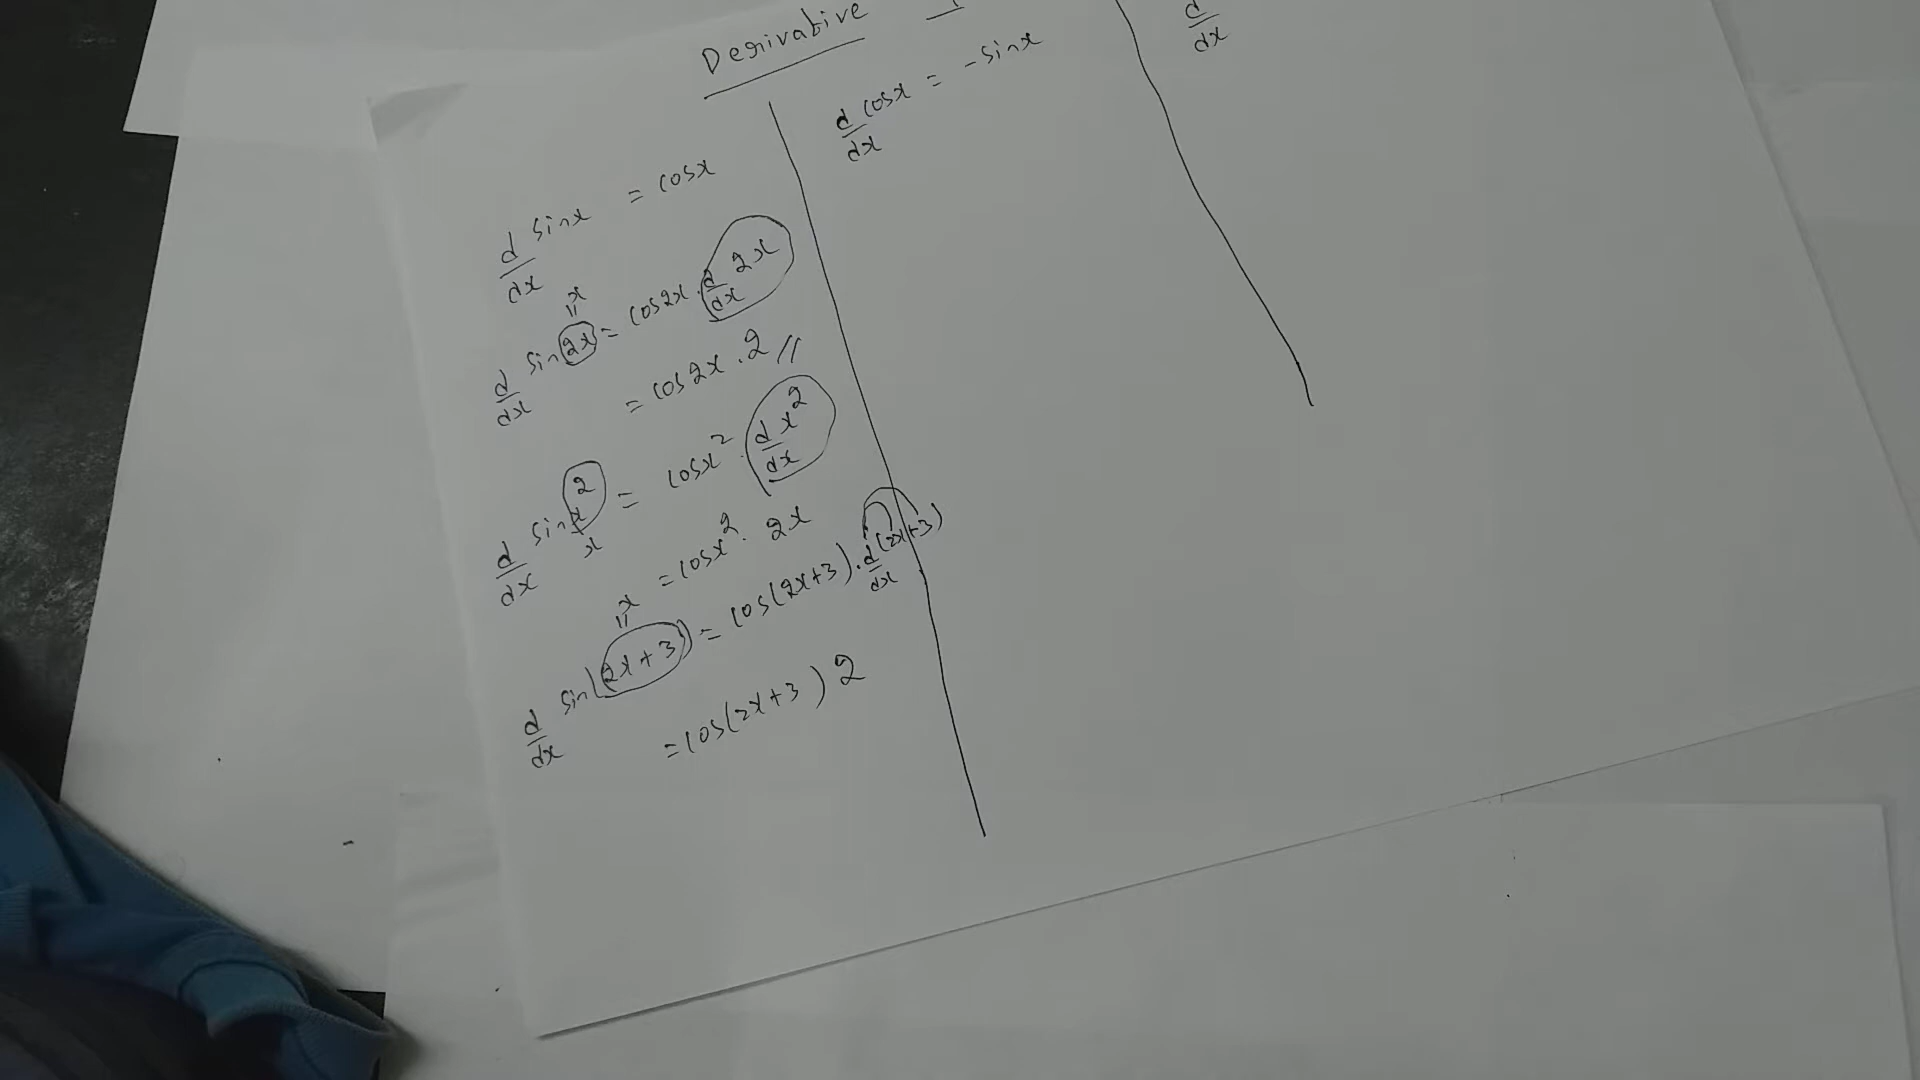 Derivative
d/dx sinx = cosx
x
॥
d/dx sin(2x) = cos2x . d/dx 2x
= cos2x . 2 //
d/dx sinx² = cosx² . d/dx x²
x
= cosx² . 2x
x
॥
d/dx sin(2x+3) = cos(2x+3) . d/dx (2x+3)
= cos(2x+3) 2
d/dx cosx = -sinx
d/dx